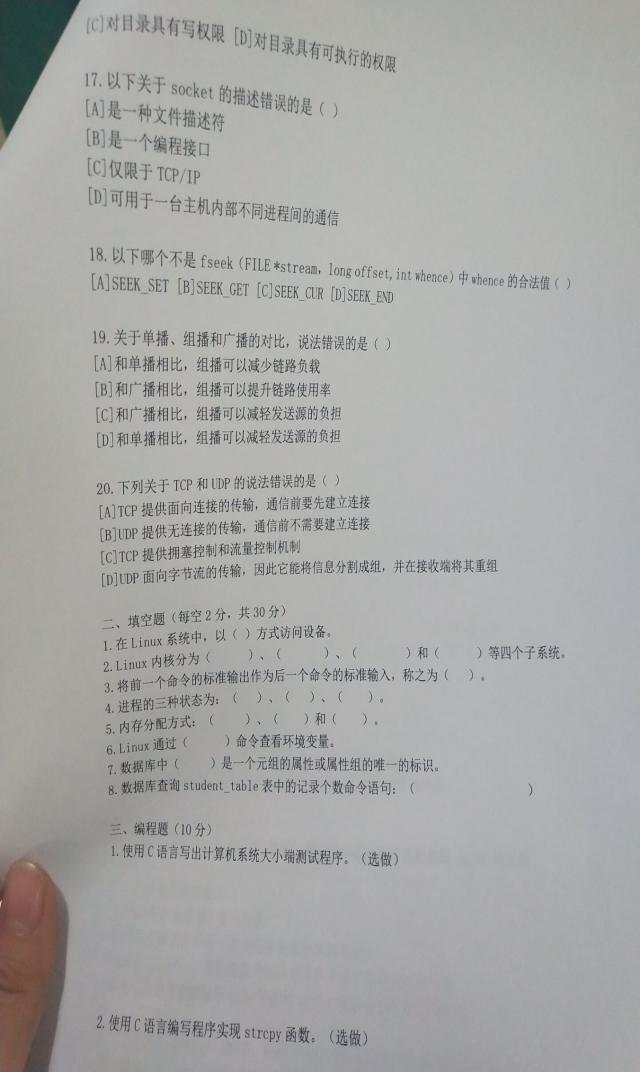 [C]对目录具有写权限 [D]对目录具有可执行的权限
17.以下关于 socket 的描述错误的是（ ）
[A]是一种文件描述符
[B]是一个编程接口
[C]仅限于 TCP/IP
[D]可用于一台主机内部不同进程间的通信
18.以下哪个不是 fseek（FILE *stream，long offset, int whence）中 whence 的合法值（ ）
[A]SEEK_SET [B]SEEK_GET [C]SEEK_CUR [D]SEEK_END
19.关于单播、组播和广播的对比，说法错误的是（ ）
[A]和单播相比，组播可以减少链路负载
[B]和广播相比，组播可以提升链路使用率
[C]和广播相比，组播可以减轻发送源的负担
[D]和单播相比，组播可以减轻发送源的负担
20.下列关于 TCP 和 UDP 的说法错误的是（ ）
[A]TCP 提供面向连接的传输，通信前要先建立连接
[B]UDP 提供无连接的传输，通信前不需要建立连接
[C]TCP 提供拥塞控制和流量控制机制
[D]UDP 面向字节流的传输，因此它能将信息分割成组，并在接收端将其重组
二、填空题（每空 2 分，共 30 分）
1.在 Linux 系统中，以（ ）方式访问设备。
2.Linux 内核分为（ ）、（ ）、（ ）和（ ）等四个子系统。
3.将前一个命令的标准输出作为后一个命令的标准输入，称之为（ ）。
4.进程的三种状态为：（ ）、（ ）、（ ）。
5.内存分配方式：（ ）、（ ）和（ ）。
6.Linux 通过（ ）命令查看环境变量。
7.数据库中（ ）是一个元组的属性或属性组的唯一的标识。
8.数据库查询 student_table 表中的记录个数命令语句：（ ）
三、编程题（10 分）
1.使用 C 语言写出计算机系统大小端测试程序。（选做）
2.使用 C 语言编写程序实现 strcpy 函数。（选做）